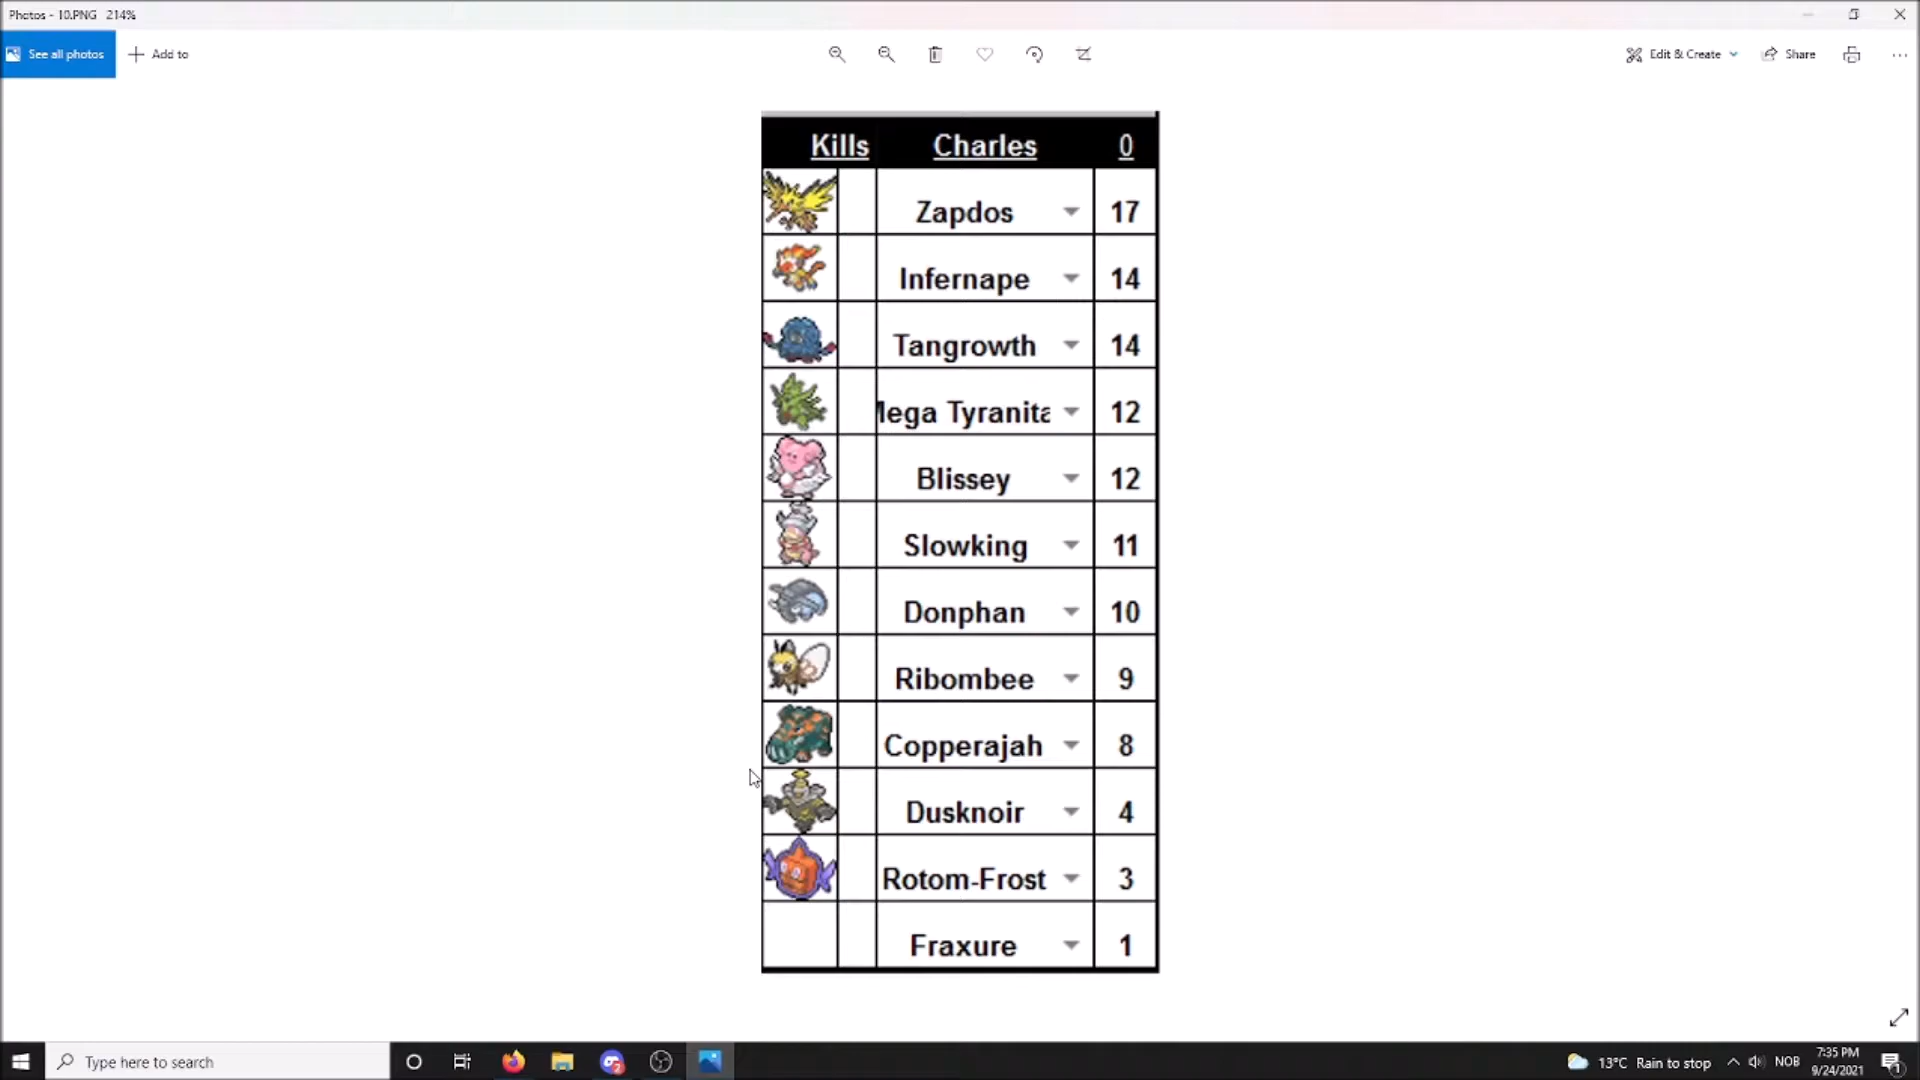 Photos - 10.PNG 214%
See all photos
Add to
Edit & Create
Share
Kills Charles 0
Zapdos 17
Infernape 14
Tangrowth 14
Mega Tyranita 12
Blissey 12
Slowking 11
Donphan 10
Ribombee 9
Copperajah 8
Dusknoir 4
Rotom-Frost 3
Fraxure 1
Type here to search
13°C Rain to stop
NOB
7:35 PM
9/24/2021
1